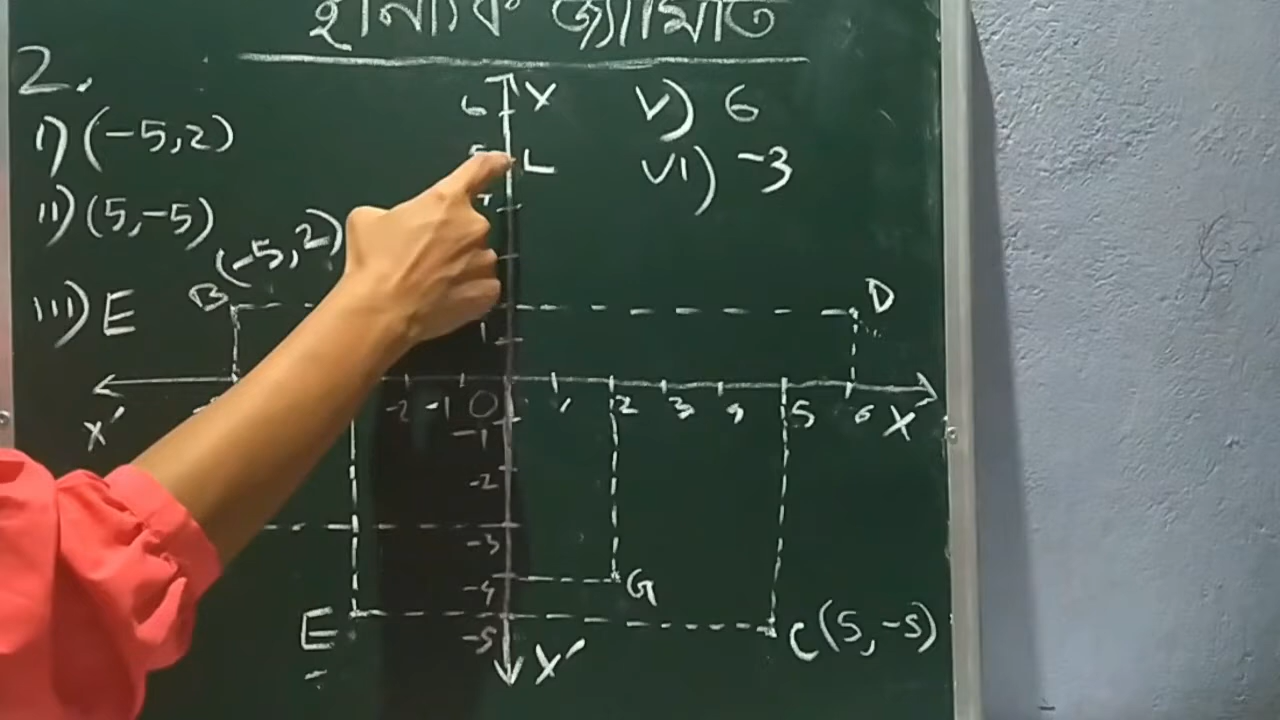 স্থানাংক জ্যামিতি
2.
i) (-5,2)
ii) (5,-5)
iii) E
v) 6
vi) -3
Y
6
5 L
(-5,2)
B
D
1
X'
-2 -1 0 1 2 3 4 5 6 X
-1
-2
-3
-4
-5
G
E
C (5,-5)
X'